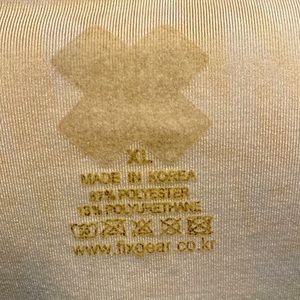 XL
MADE IN KOREA
87% POLYESTER
13% POLYURETHANE
www.fixgear.co.kr